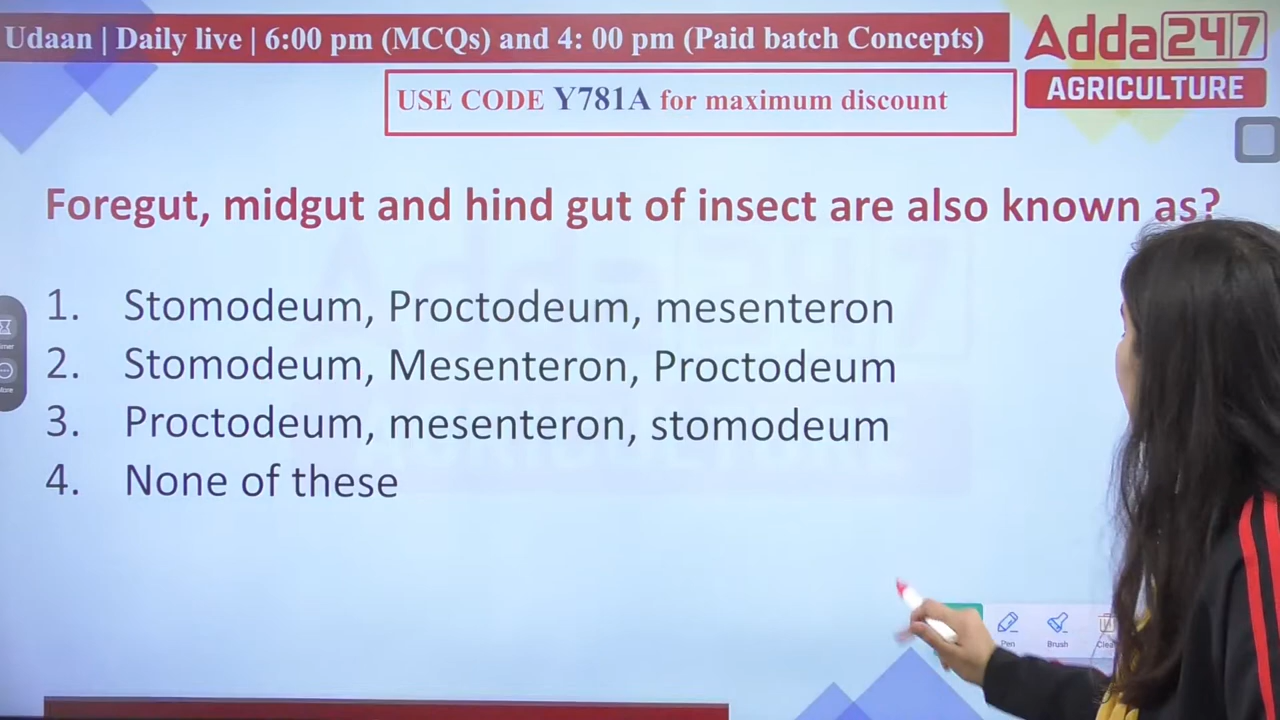 Udaan | Daily live | 6:00 pm (MCQs) and 4: 00 pm (Paid batch Concepts)
Adda 247
AGRICULTURE
USE CODE Y781A for maximum discount
Foregut, midgut and hind gut of insect are also known as?
1. Stomodeum, Proctodeum, mesenteron
2. Stomodeum, Mesenteron, Proctodeum
3. Proctodeum, mesenteron, stomodeum
4. None of these
Pen
Brush